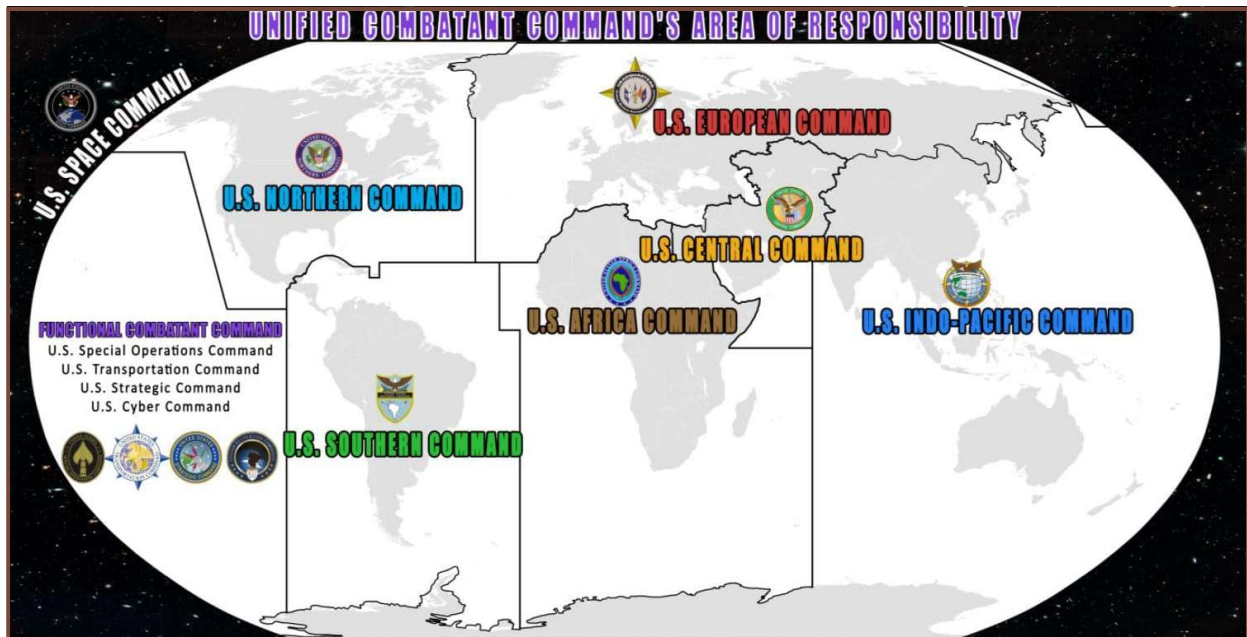 UNIFIED COMBATANT COMMAND'S AREA OF RESPONSIBILITY
U.S. SPACE COMMAND
U.S. EUROPEAN COMMAND
U.S. NORTHERN COMMAND
U.S. CENTRAL COMMAND
U.S. AFRICA COMMAND
U.S. INDO-PACIFIC COMMAND
FUNCTIONAL COMBATANT COMMAND
U.S. Special Operations Command
U.S. Transportation Command
U.S. Strategic Command
U.S. Cyber Command
U.S. SOUTHERN COMMAND